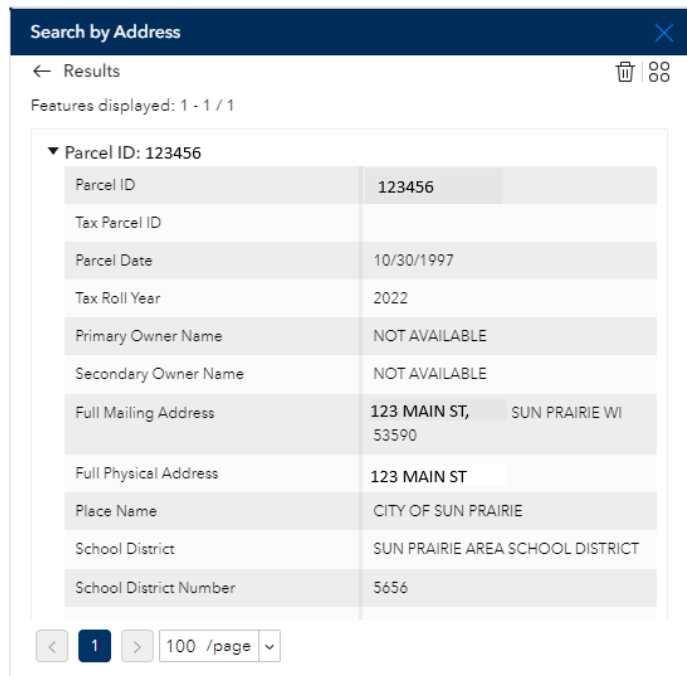 Search by Address
Results
Features displayed: 1 - 1 / 1
Parcel ID: 123456
Parcel ID 123456
Tax Parcel ID
Parcel Date 10/30/1997
Tax Roll Year 2022
Primary Owner Name NOT AVAILABLE
Secondary Owner Name NOT AVAILABLE
Full Mailing Address 123 MAIN ST, SUN PRAIRIE WI
53590
Full Physical Address 123 MAIN ST
Place Name CITY OF SUN PRAIRIE
School District SUN PRAIRIE AREA SCHOOL DISTRICT
School District Number 5656
< 1 > 100 /page